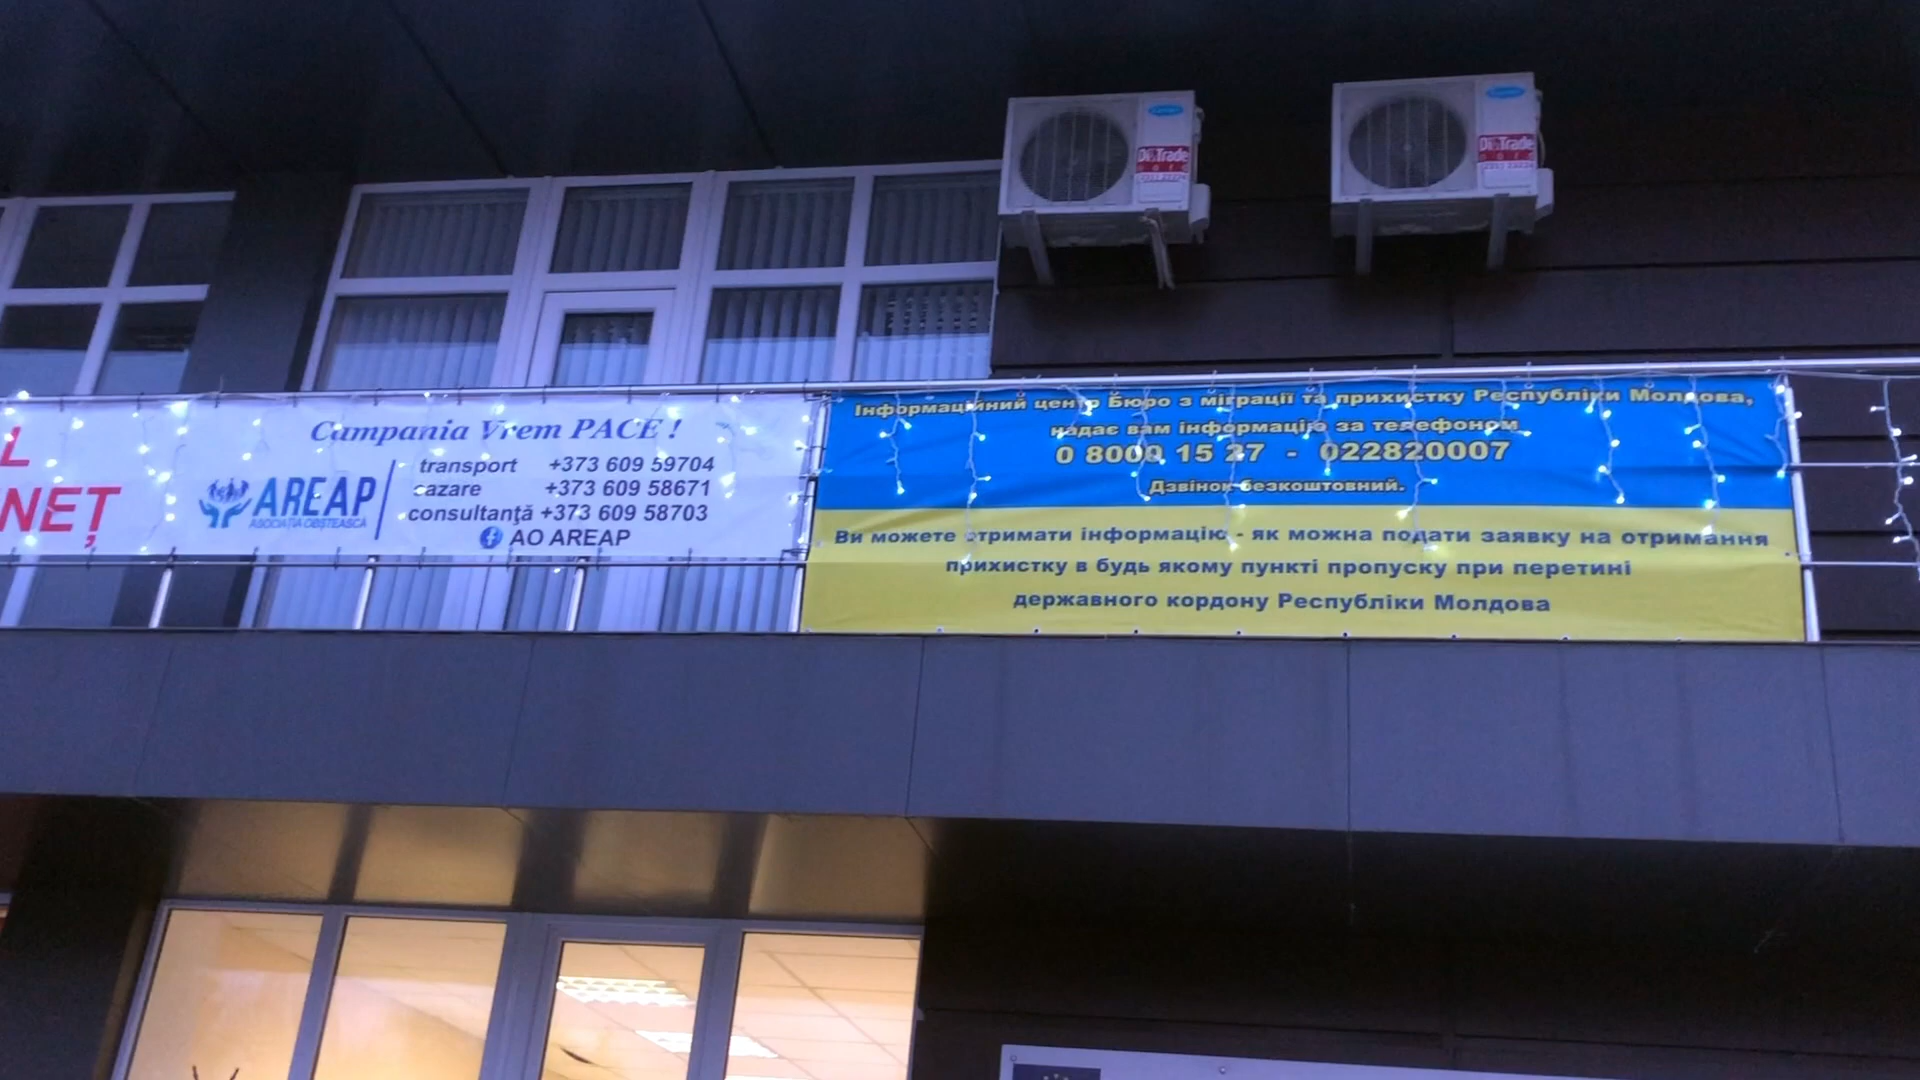 L
NEȚ
Campania Vrem PACE !
AREAP
ASOCIAȚIA OBȘTEASCĂ
transport +373 609 59704
cazare +373 609 58671
consultanţă +373 609 58703
AO AREAP
Інформаційний центр Бюро з міграції та прихистку Республіки Молдова,
надає вам інформацію за телефоном
0 8000 15 27 - 022820007
Дзвінок безкоштовний.
Ви можете отримати інформацію - як можна подати заявку на отримання
прихистку в будь якому пункті пропуску при перетині
державного кордону Республіки Молдова